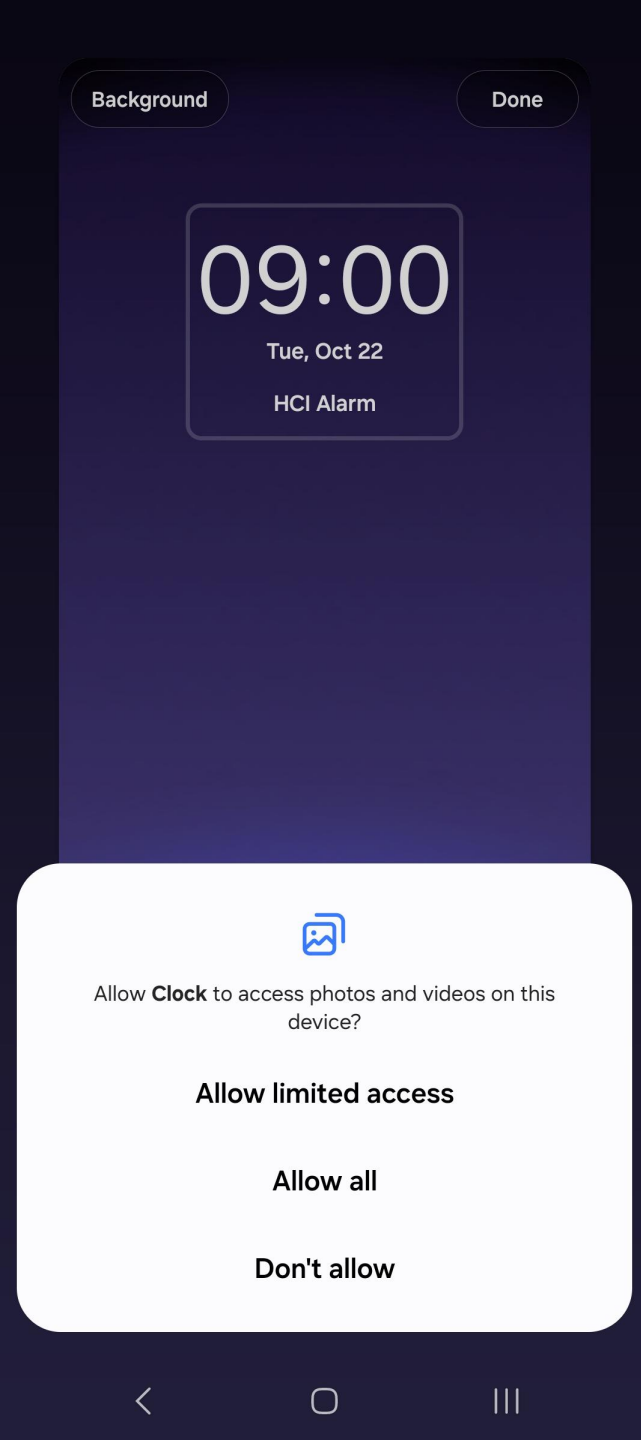 Background
Done
09:00
Tue, Oct 22
HCI Alarm
Allow Clock to access photos and videos on this
device?
Allow limited access
Allow all
Don't allow